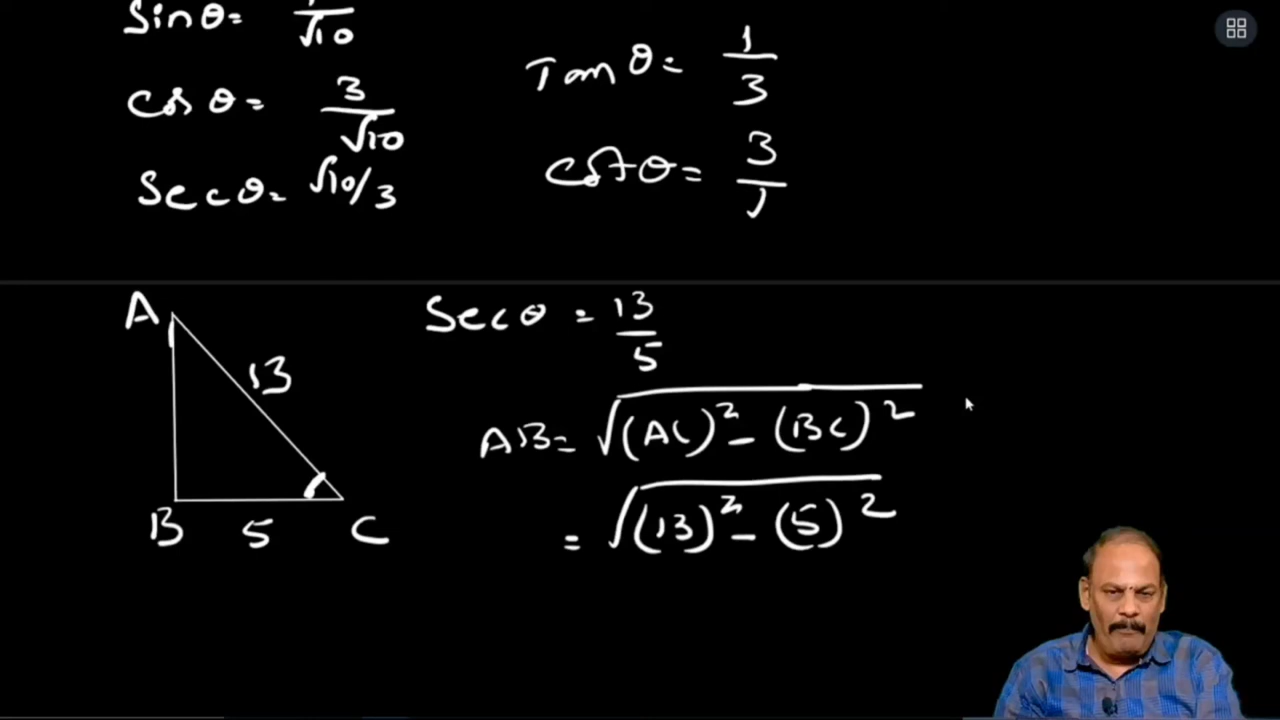 Sinθ= 1/√10
Tanθ= 1/3
cosθ= 3/√10
cotθ= 3/1
Secθ= √10/3
A
Secθ = 13/5
13
AB= √(AC)² - (BC)²
= √(13)² - (5)²
B 5 C